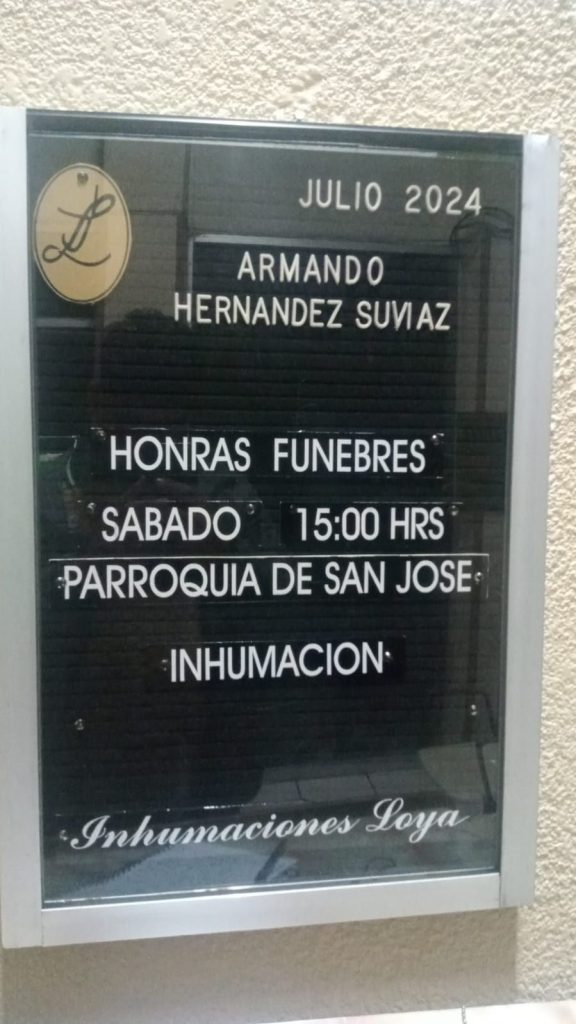 JULIO 2024
ARMANDO
HERNANDEZ SUVIAZ
HONRAS FUNEBRES
SABADO 15:00 HRS
PARROQUIA DE SAN JOSE
INHUMACION
Inhumaciones Loya